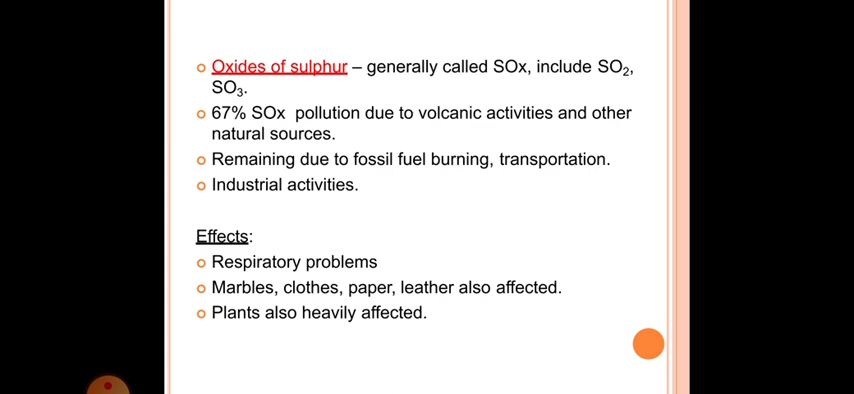 Oxides of sulphur – generally called SOx, include SO₂,
SO₃.
67% SOx pollution due to volcanic activities and other
natural sources.
Remaining due to fossil fuel burning, transportation.
Industrial activities.
Effects:
Respiratory problems
Marbles, clothes, paper, leather also affected.
Plants also heavily affected.